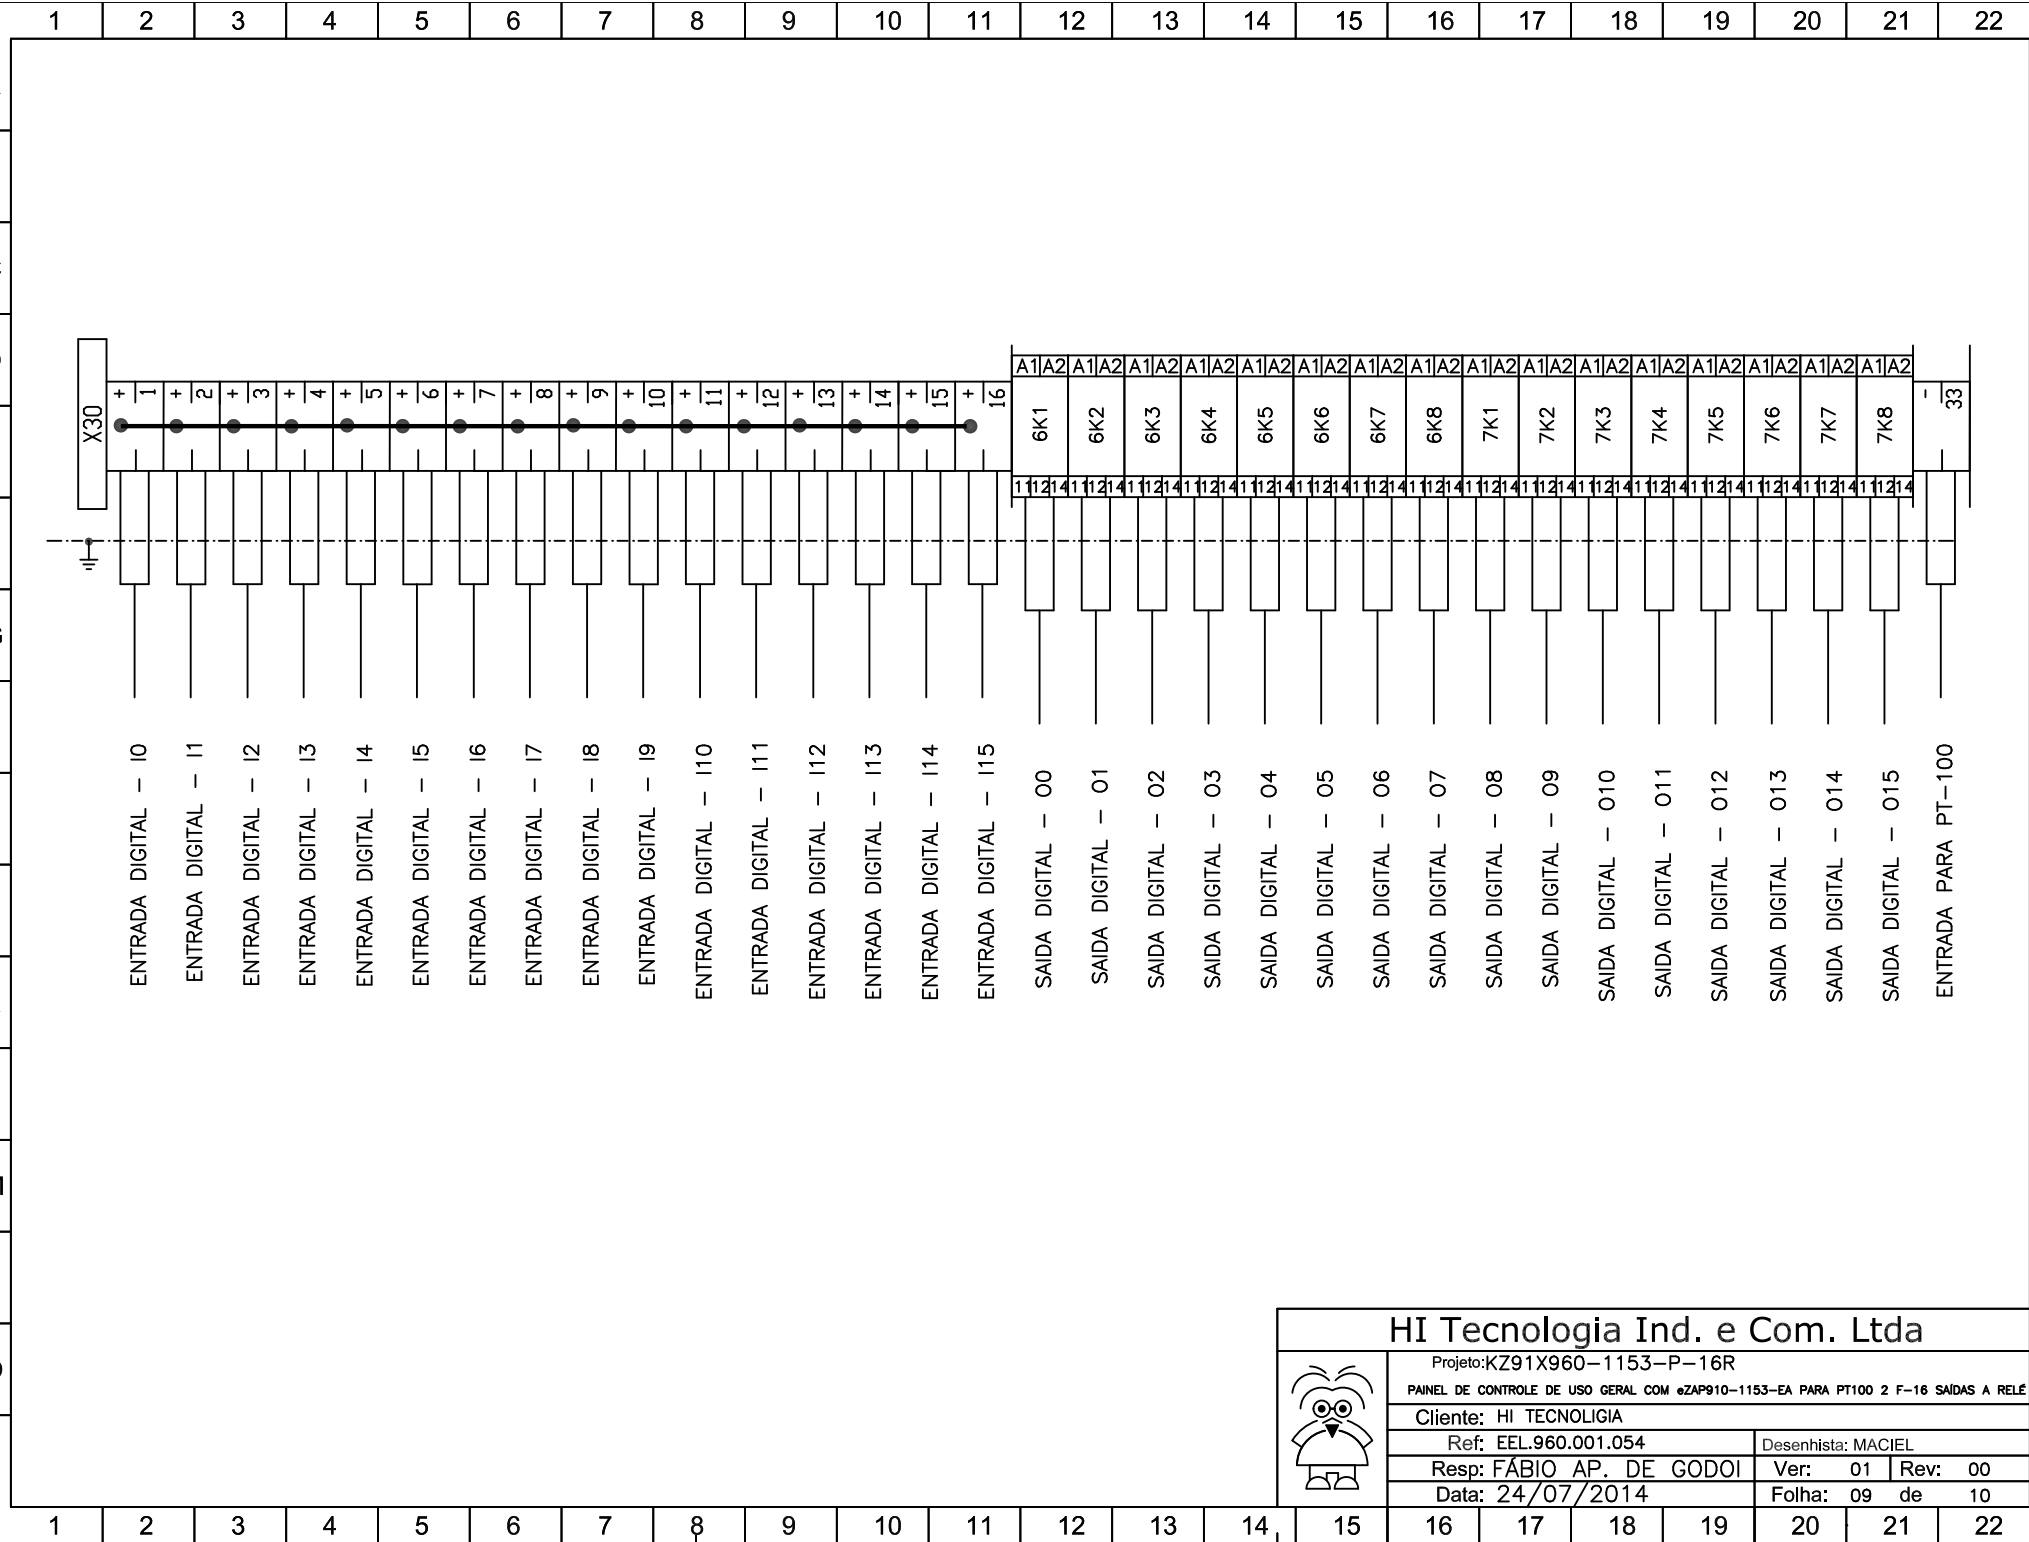 1 2 3 4 5 6 7 8 9 10 11 12 13 14 15 16 17 18 19 20 21 22
X30
+ 1 + 2 + 3 + 4 + 5 + 6 + 7 + 8 + 9 + 10 + 11 + 12 + 13 + 14 + 15 + 16
A1 A2 A1 A2 A1 A2 A1 A2 A1 A2 A1 A2 A1 A2 A1 A2 A1 A2 A1 A2 A1 A2 A1 A2 A1 A2 A1 A2 A1 A2 A1 A2
- 33
6K1 6K2 6K3 6K4 6K5 6K6 6K7 6K8 7K1 7K2 7K3 7K4 7K5 7K6 7K7 7K8
11 12 14 11 12 14 11 12 14 11 12 14 11 12 14 11 12 14 11 12 14 11 12 14 11 12 14 11 12 14 11 12 14 11 12 14 11 12 14 11 12 14 11 12 14 11 12 14
ENTRADA DIGITAL - I0
ENTRADA DIGITAL - I1
ENTRADA DIGITAL - I2
ENTRADA DIGITAL - I3
ENTRADA DIGITAL - I4
ENTRADA DIGITAL - I5
ENTRADA DIGITAL - I6
ENTRADA DIGITAL - I7
ENTRADA DIGITAL - I8
ENTRADA DIGITAL - I9
ENTRADA DIGITAL - I10
ENTRADA DIGITAL - I11
ENTRADA DIGITAL - I12
ENTRADA DIGITAL - I13
ENTRADA DIGITAL - I14
ENTRADA DIGITAL - I15
SAIDA DIGITAL - O0
SAIDA DIGITAL - O1
SAIDA DIGITAL - O2
SAIDA DIGITAL - O3
SAIDA DIGITAL - O4
SAIDA DIGITAL - O5
SAIDA DIGITAL - O6
SAIDA DIGITAL - O7
SAIDA DIGITAL - O8
SAIDA DIGITAL - O9
SAIDA DIGITAL - O10
SAIDA DIGITAL - O11
SAIDA DIGITAL - O12
SAIDA DIGITAL - O13
SAIDA DIGITAL - O14
SAIDA DIGITAL - O15
ENTRADA PARA PT-100
HI Tecnologia Ind. e Com. Ltda
Projeto:KZ91X960-1153-P-16R
PAINEL DE CONTROLE DE USO GERAL COM eZAP910-1153-EA PARA PT100 2 F-16 SAÍDAS A RELÉ
Cliente: HI TECNOLIGIA
Ref: EEL.960.001.054 Desenhista: MACIEL
Resp: FÁBIO AP. DE GODOI Ver: 01 Rev: 00
Data: 24/07/2014 Folha: 09 de 10
1 2 3 4 5 6 7 8 9 10 11 12 13 14 15 16 17 18 19 20 21 22